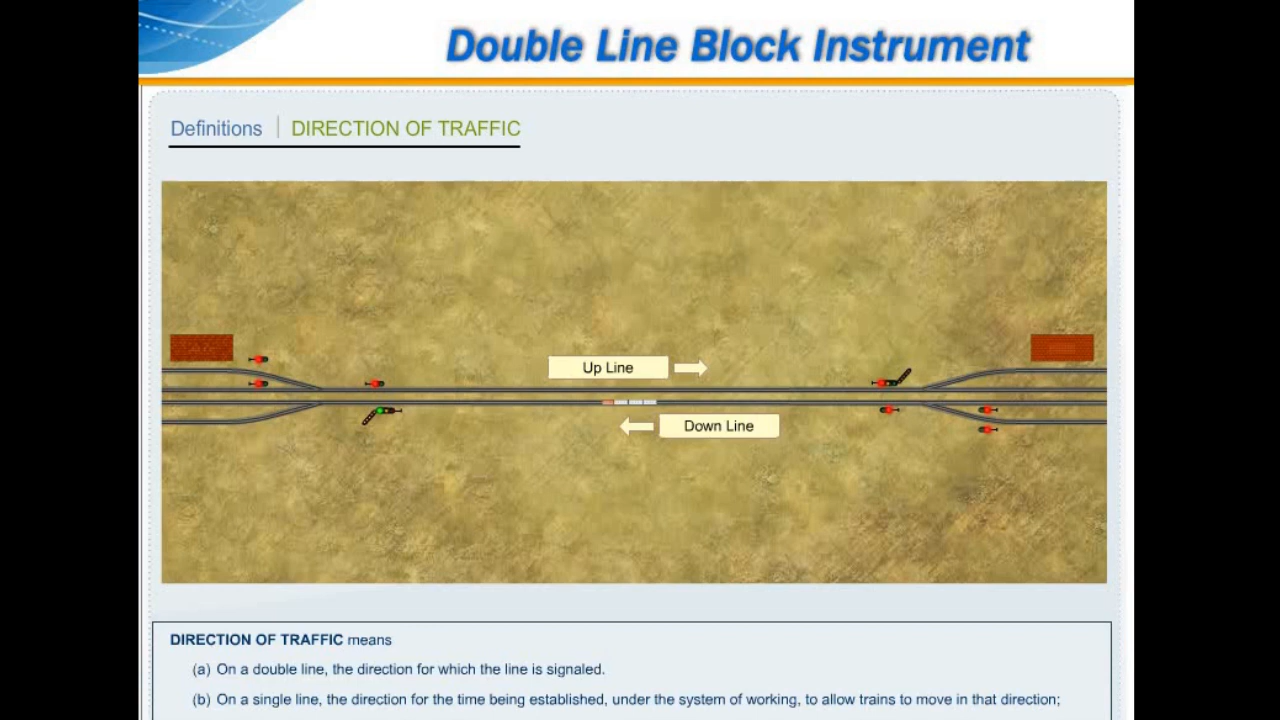 Double Line Block Instrument
Definitions | DIRECTION OF TRAFFIC
Up Line
Down Line
DIRECTION OF TRAFFIC means
(a) On a double line, the direction for which the line is signaled.
(b) On a single line, the direction for the time being established, under the system of working, to allow trains to move in that direction;